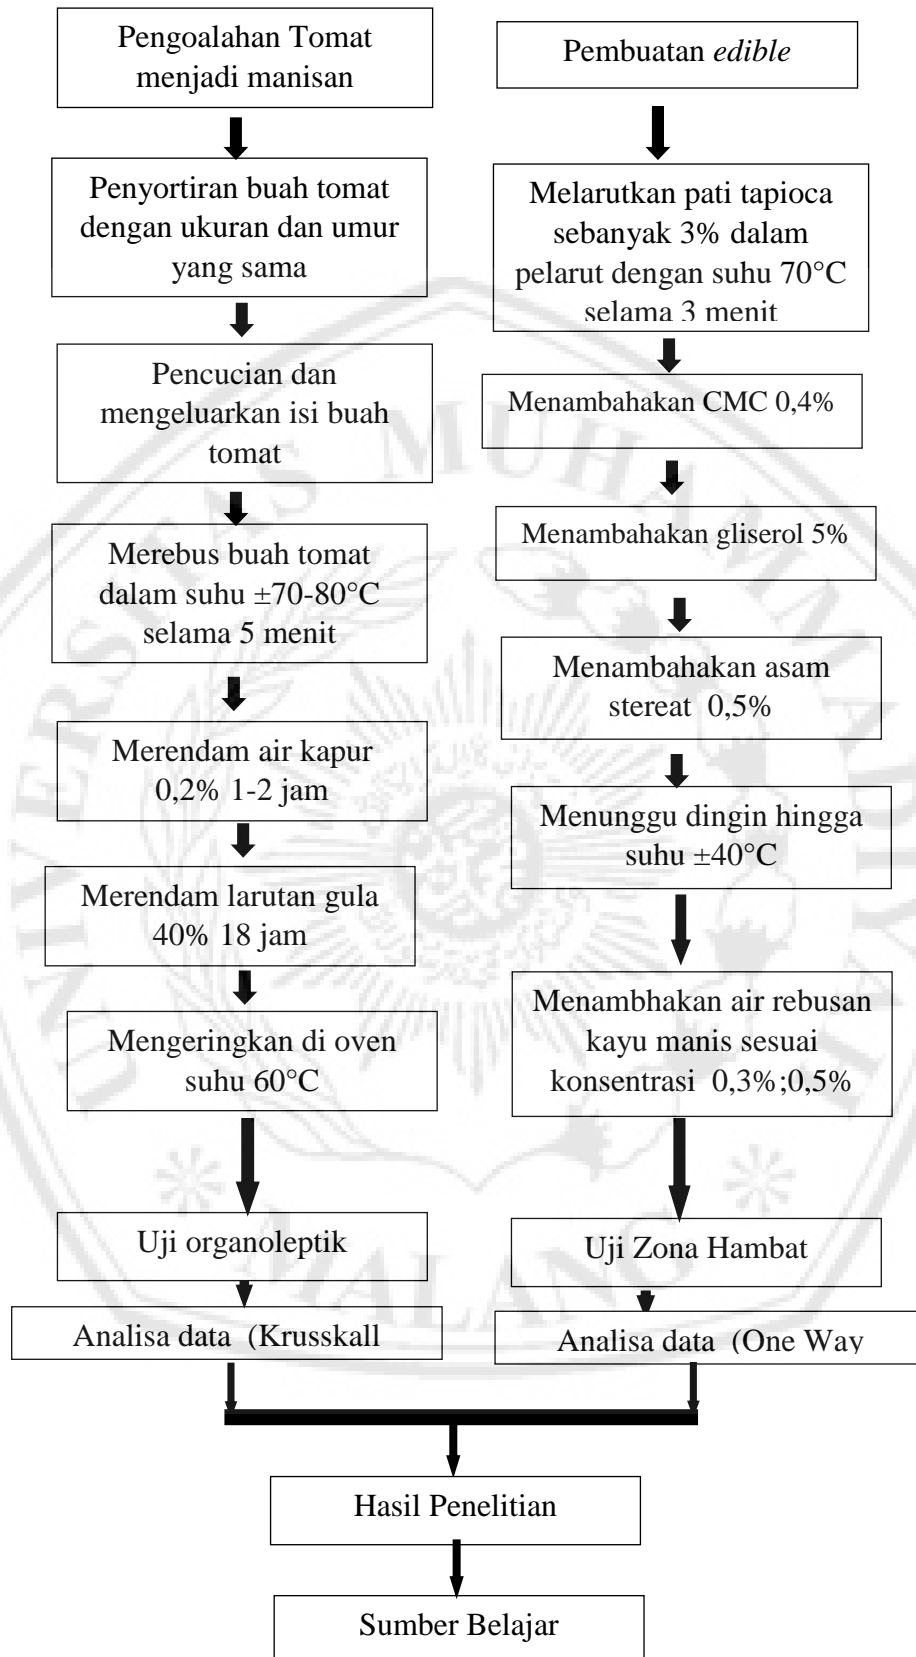 Pengoalahan Tomat
menjadi manisan
Penyortiran buah tomat
dengan ukuran dan umur
yang sama
Pencucian dan
mengeluarkan isi buah
tomat
Merebus buah tomat
dalam suhu ±70-80°C
selama 5 menit
Merendam air kapur
0,2% 1-2 jam
Merendam larutan gula
40% 18 jam
Mengeringkan di oven
suhu 60°C
Uji organoleptik
Analisa data (Krusskall
Pembuatan edible
Melarutkan pati tapioca
sebanyak 3% dalam
pelarut dengan suhu 70°C
selama 3 menit
Menambahakan CMC 0,4%
Menambahakan gliserol 5%
Menambahakan asam
stereat 0,5%
Menunggu dingin hingga
suhu ±40°C
Menambhakan air rebusan
kayu manis sesuai
konsentrasi 0,3%;0,5%
Uji Zona Hambat
Analisa data (One Way
Hasil Penelitian
Sumber Belajar
UNIVERSITAS MUHAMMADIYAH
MALANG